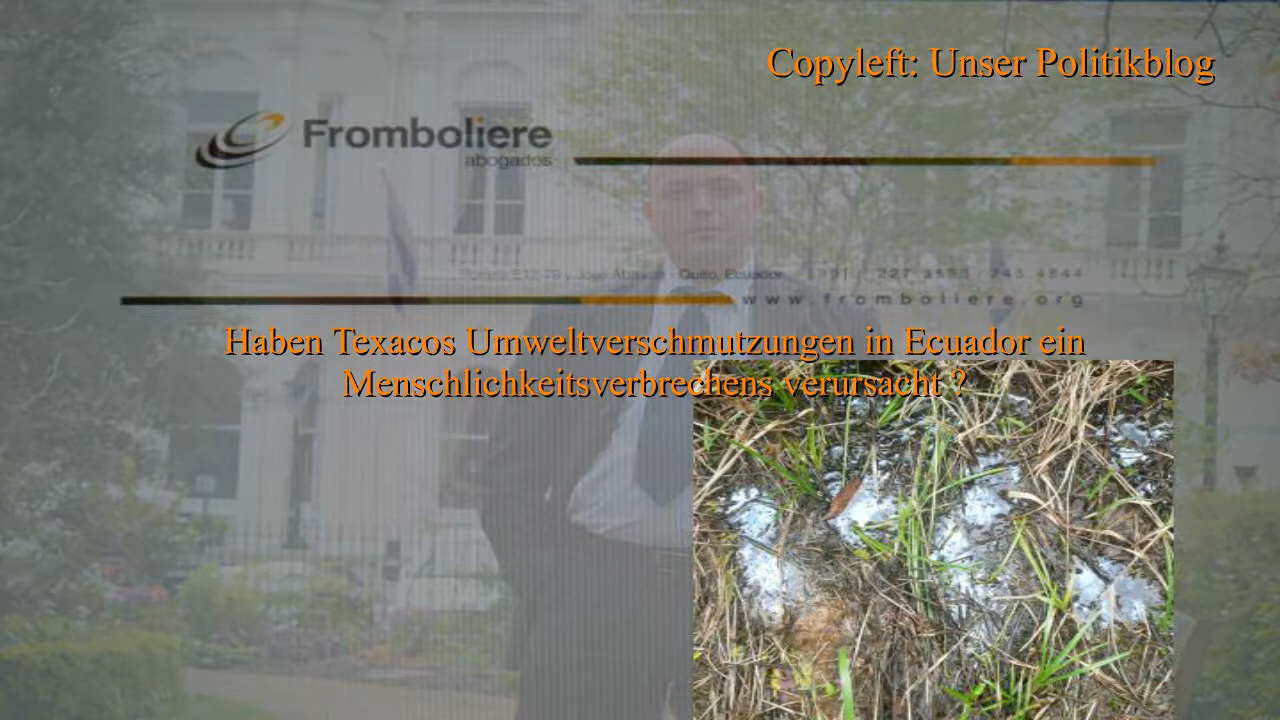 Copyleft: Unser Politikblog
Fromboliere
abogados
Quito, Ecuador
www.fromboliere.org
Haben Texacos Umweltverschmutzungen in Ecuador ein
Menschlichkeitsverbrechens verursacht ?